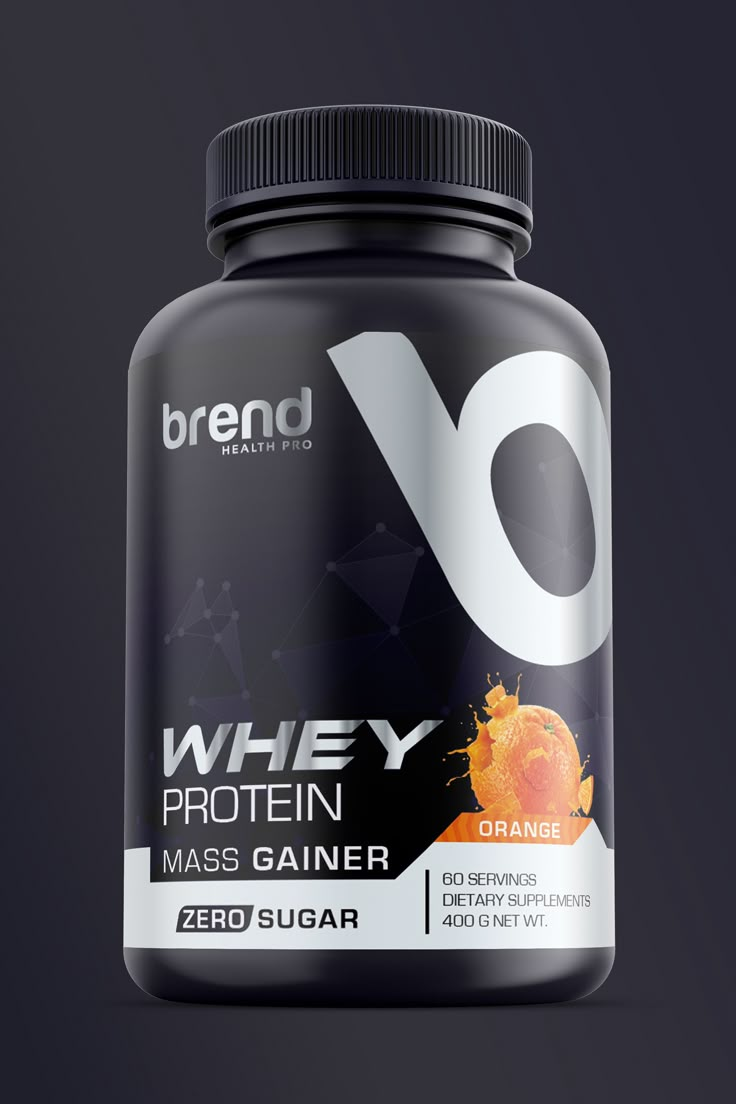 brend
HEALTH PRO
b
WHEY
PROTEIN
MASS GAINER
ZERO SUGAR
ORANGE
60 SERVINGS
DIETARY SUPPLEMENTS
400 G NET WT.